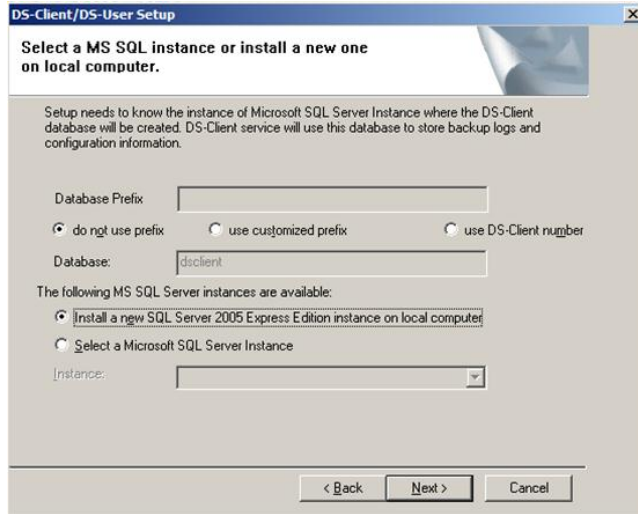 DS-Client/DS-User Setup
Select a MS SQL instance or install a new one
on local computer.
Setup needs to know the instance of Microsoft SQL Server Instance where the DS-Client
database will be created. DS-Client service will use this database to store backup logs and
configuration information.
Database Prefix
do not use prefix use customized prefix use DS-Client number
Database: dsclient
The following MS SQL Server instances are available:
Install a new SQL Server 2005 Express Edition instance on local computer
Select a Microsoft SQL Server Instance
Instance:
< Back Next > Cancel